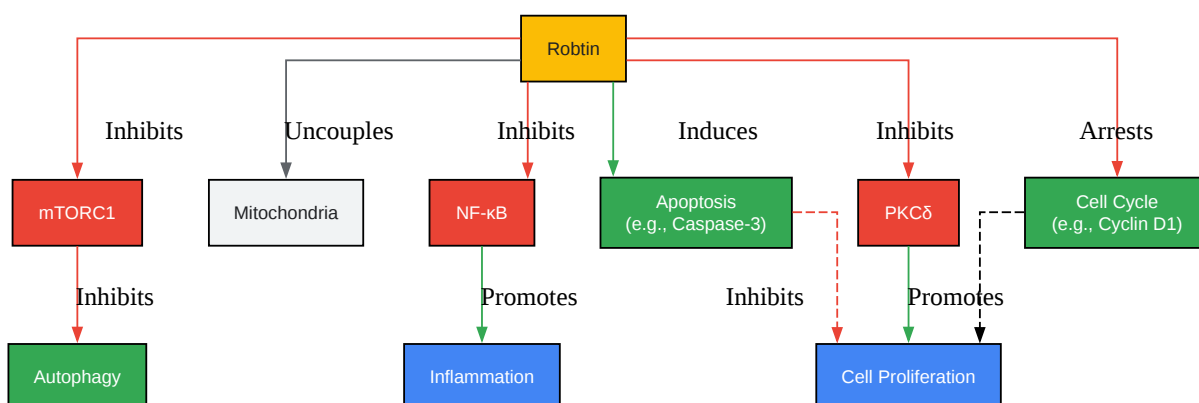 Robtin
Inhibits
Uncouples
Inhibits
Induces
Inhibits
Arrests
mTORC1
Mitochondria
NF-κB
Apoptosis
(e.g., Caspase-3)
PKCδ
Cell Cycle
(e.g., Cyclin D1)
Inhibits
Promotes
Inhibits
Promotes
Autophagy
Inflammation
Cell Proliferation